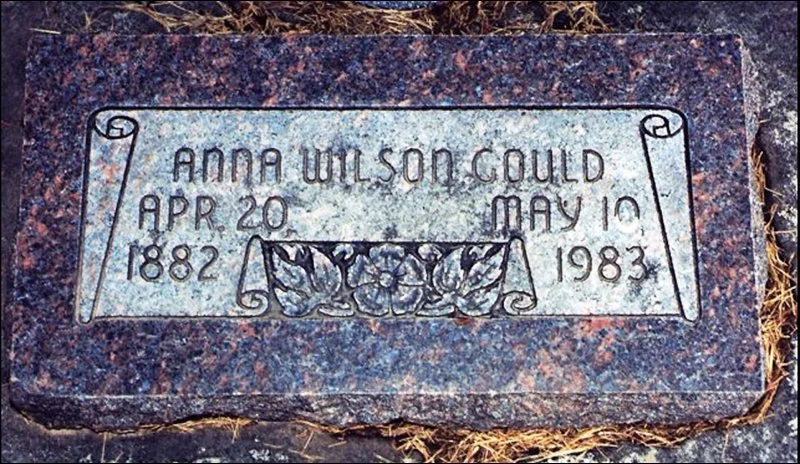 ANNA WILSON GOULD
APR. 20 MAY 10
1882 1983